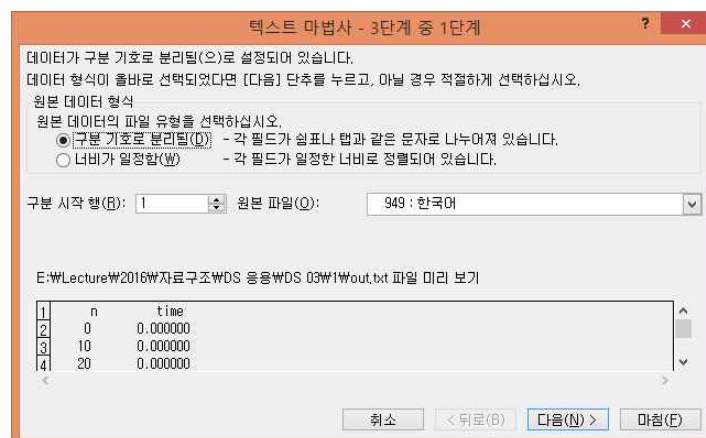 텍스트 마법사 - 3단계 중 1단계 ? ×
데이터가 구분 기호로 분리됨(으)로 설정되어 있습니다.
데이터 형식이 올바로 선택되었다면 [다음] 단추를 누르고, 아닐 경우 적절하게 선택하십시오.
원본 데이터 형식
원본 데이터의 파일 유형을 선택하십시오.
구분 기호로 분리됨(D) - 각 필드가 쉼표나 탭과 같은 문자로 나누어져 있습니다.
너비가 일정함(W) - 각 필드가 일정한 너비로 정렬되어 있습니다.
구분 시작 행(R): 1 원본 파일(O): 949 : 한국어
E:₩Lecture₩2016₩자료구조₩DS 응용₩DS 03₩1₩out.txt 파일 미리 보기
1 n time
2 0 0.000000
3 10 0.000000
4 20 0.000000
취소 < 뒤로(B) 다음(N) > 마침(F)